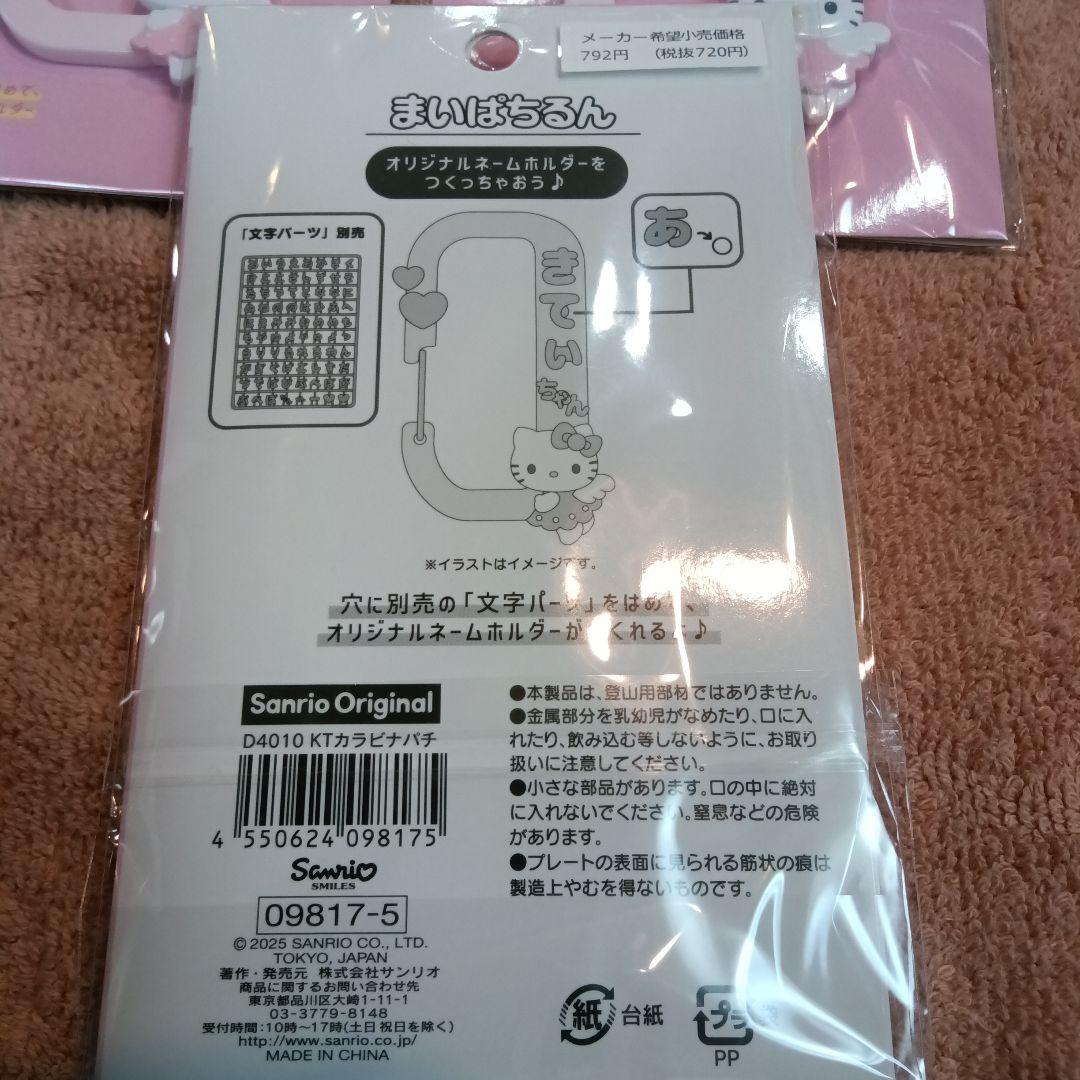 メーカー希望小売価格
792円 (税抜720円)
まいぱちるん
オリジナルネームホルダーを
つくっちゃおう♪
「文字パーツ」別売
あ
きてぃ
ちゃん
※イラストはイメージです。
穴に別売の「文字パーツ」をはめて、
オリジナルネームホルダーがつくれるよ♪
Sanrio Original
D4010 KTカラビナパチ
4 550624 098175
Sanrio
SMILES
09817-5
© 2025 SANRIO CO., LTD.
TOKYO, JAPAN
著作・発売元 株式会社サンリオ
商品に関するお問い合わせ先
東京都品川区大崎1-11-1
03-3779-8148
受付時間:10時～17時(土日祝日を除く)
http://www.sanrio.co.jp/
MADE IN CHINA
●本製品は、登山用部材ではありません。
●金属部分を乳幼児がなめたり、口に入
れたり、飲み込む等しないように、お取り
扱いに注意してください。
●小さな部品があります。口の中に絶対
に入れないでください。窒息などの危険
があります。
●プレートの表面に見られる筋状の痕は
製造上やむを得ないものです。
紙 台紙
プラ 袋
PP